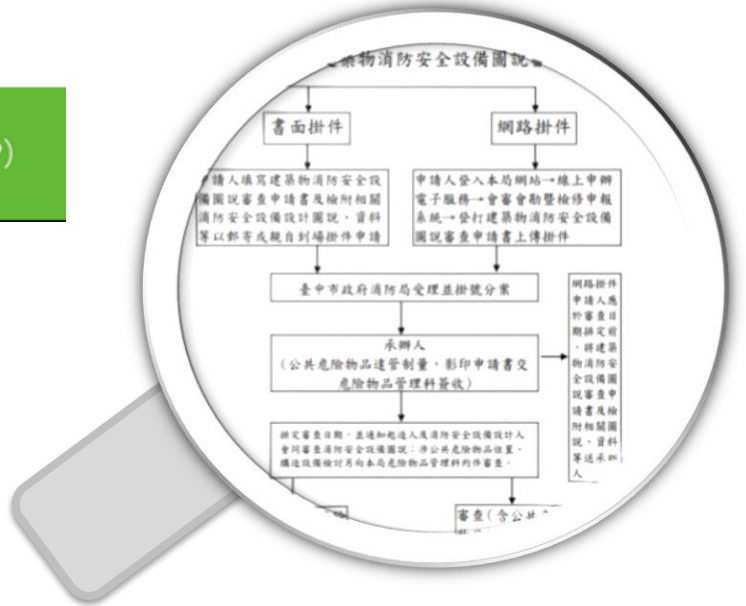 )
築物消防安全設備圖說
書面掛件
網路掛件
申請人填寫建築物消防安全設
備圖說審查申請書及檢附相關
消防安全設備設計圖說、資料
等以郵寄或親自到場掛件申請
申請人登入本局網站→線上申辦
電子服務→會審會勘暨檢修申報
系統→登打建築物消防安全設備
圖說審查申請書上傳掛件
臺中市政府消防局受理並掛號分案
承辦人
(公共危險物品達管制量,影印申請書交
危險物品管理科簽收)
網路掛件
申請人應
於審查日
期排定前
,將建築
物消防安
全設備圖
說審查申
請書及檢
附相關圖
說、資料
等送承辦
人
排定審查日期,並通知起造人及消防安全設備設計人
會同審查消防安全設備圖說;涉公共危險物品位置、
構造設備檢討另向本局危險物品管理科約件審查。
審查(含公共